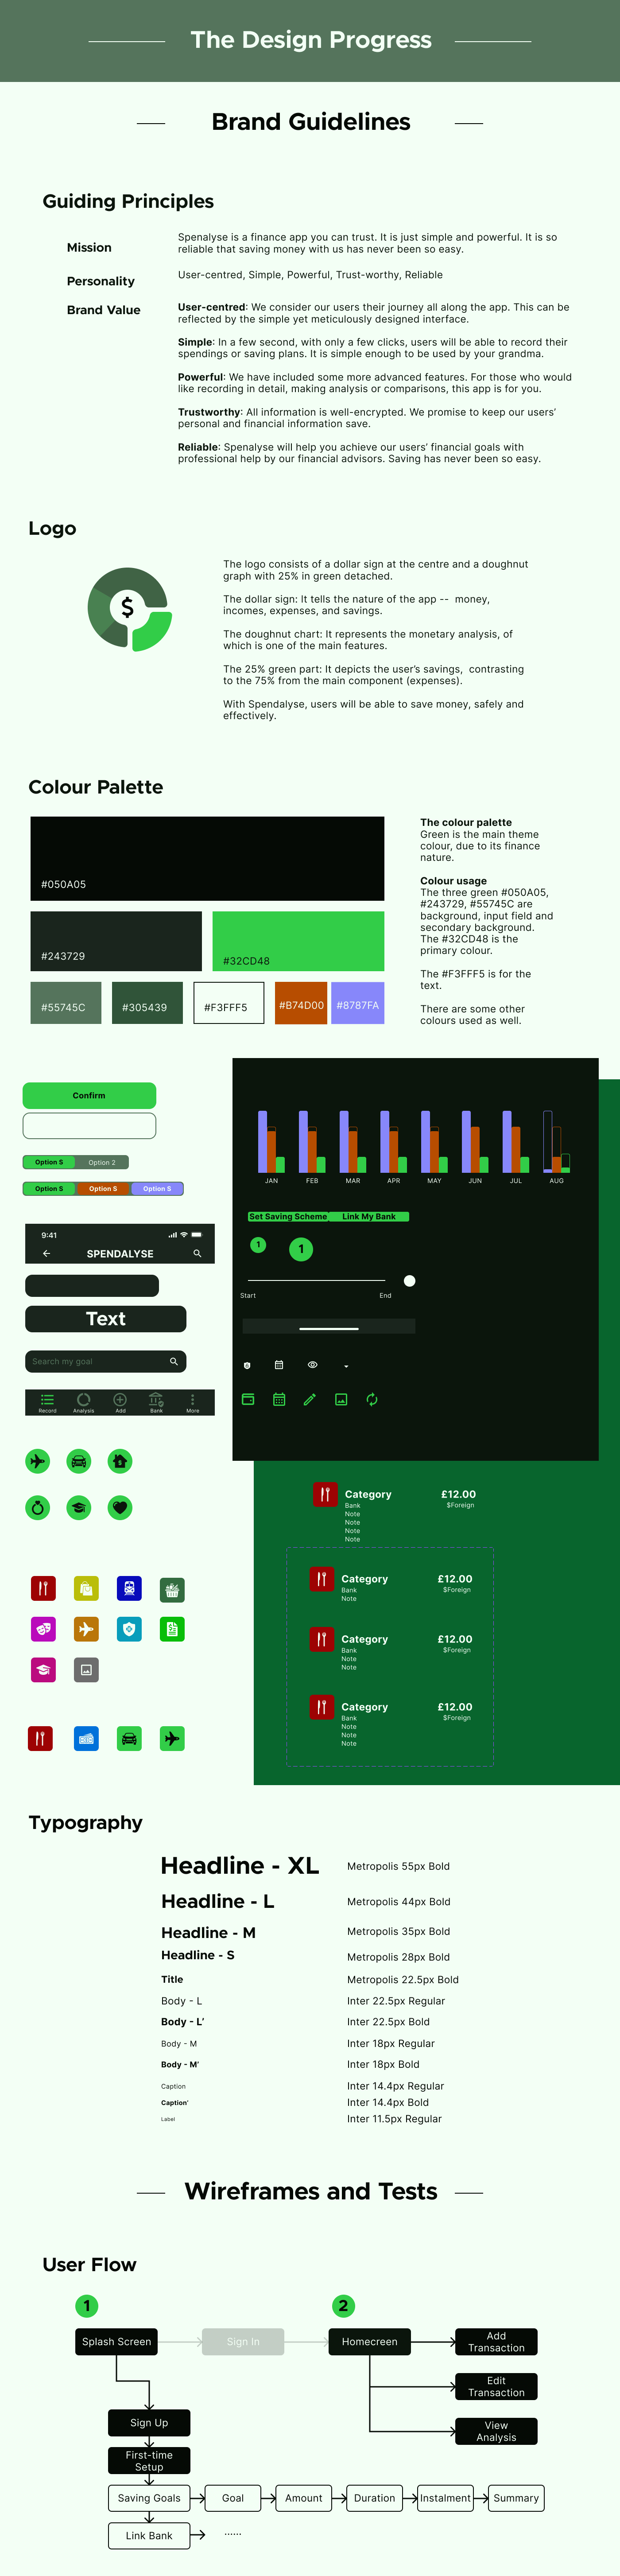 The Design Progress
Brand Guidelines
Guiding Principles
Mission
Spenalyse is a finance app you can trust. It is just simple and powerful. It is so
reliable that saving money with us has never been so easy.
Personality
User-centred, Simple, Powerful, Trust-worthy, Reliable
Brand Value
User-centred: We consider our users their journey all along the app. This can be
reflected by the simple yet meticulously designed interface.
Simple: In a few second, with only a few clicks, users will be able to record their
spendings or saving plans. It is simple enough to be used by your grandma.
Powerful: We have included some more advanced features. For those who would
like recording in detail, making analysis or comparisons, this app is for you.
Trustworthy: All information is well-encrypted. We promise to keep our users'
personal and financial information save.
Reliable: Spenalyse will help you achieve our users' financial goals with
professional help by our financial advisors. Saving has never been so easy.
Logo
$
The logo consists of a dollar sign at the centre and a doughnut
graph with 25% in green detached.
The dollar sign: It tells the nature of the app --  money,
incomes, expenses, and savings.
The doughnut chart: It represents the monetary analysis, of
which is one of the main features.
The 25% green part: It depicts the user's savings,  contrasting
to the 75% from the main component (expenses).
With Spendalyse, users will be able to save money, safely and
effectively.
Colour Palette
#050A05
#243729
#32CD48
#55745C
#305439
#F3FFF5
#B74D00
#8787FA
The colour palette
Green is the main theme
colour, due to its finance
nature.
Colour usage
The three green #050A05,
#243729, #55745C are
background, input field and
secondary background.
The #32CD48 is the
primary colour.
The #F3FFF5 is for the
text.
There are some other
colours used as well.
Confirm
Option S
Option 2
Option S
Option S
Option S
9:41
SPENDALYSE
Text
Search my goal
Record
Analysis
Add
Bank
More
JAN
FEB
MAR
APR
MAY
JUN
JUL
AUG
Set Saving Scheme
Link My Bank
1
1
Start
End
Category
£12.00
Bank
$Foreign
Note
Note
Note
Note
Category
£12.00
Bank
$Foreign
Note
Category
£12.00
Bank
$Foreign
Note
Note
Category
£12.00
Bank
$Foreign
Note
Note
Note
Typography
Headline - XL
Metropolis 55px Bold
Headline - L
Metropolis 44px Bold
Headline - M
Metropolis 35px Bold
Headline - S
Metropolis 28px Bold
Title
Metropolis 22.5px Bold
Body - L
Inter 22.5px Regular
Body - L'
Inter 22.5px Bold
Body - M
Inter 18px Regular
Body - M'
Inter 18px Bold
Caption
Inter 14.4px Regular
Caption'
Inter 14.4px Bold
Label
Inter 11.5px Regular
Wireframes and Tests
User Flow
1
2
Splash Screen
Sign In
Homecreen
Add
Transaction
Edit
Transaction
View
Analysis
Sign Up
First-time
Setup
Saving Goals
Goal
Amount
Duration
Instalment
Summary
Link Bank
......